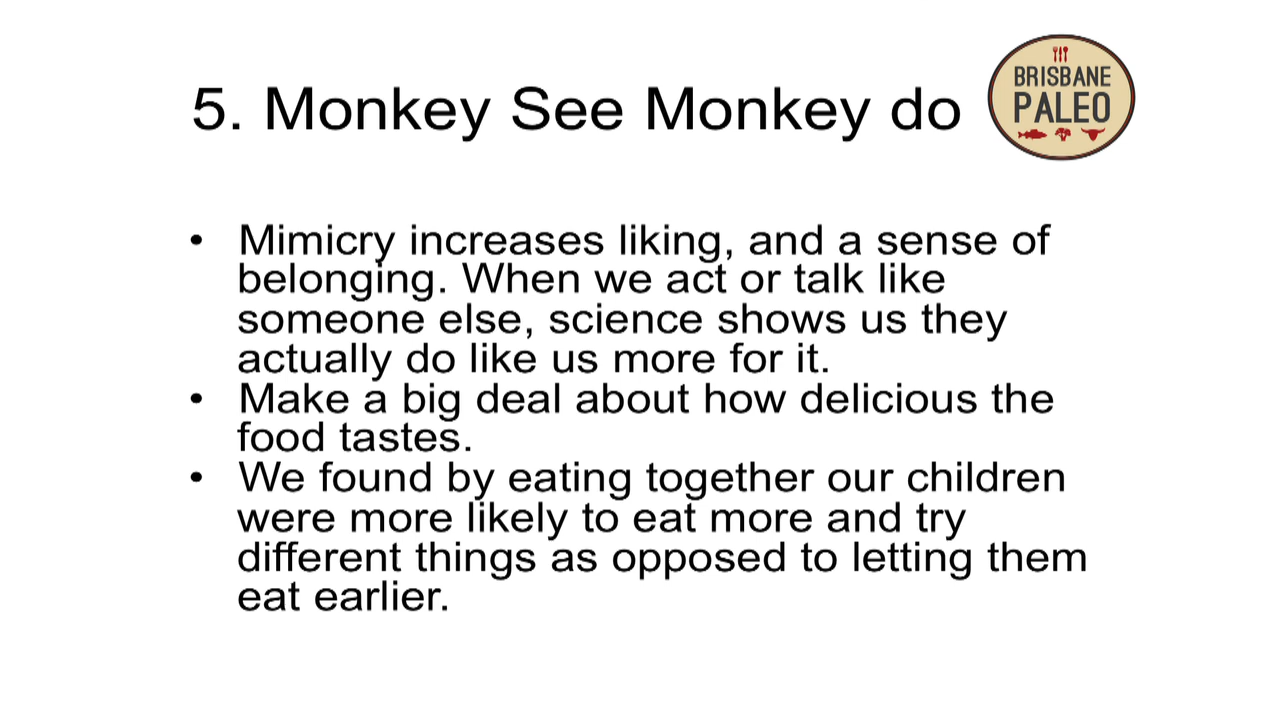 5. Monkey See Monkey do
BRISBANE
PALEO
• Mimicry increases liking, and a sense of
belonging. When we act or talk like
someone else, science shows us they
actually do like us more for it.
• Make a big deal about how delicious the
food tastes.
• We found by eating together our children
were more likely to eat more and try
different things as opposed to letting them
eat earlier.